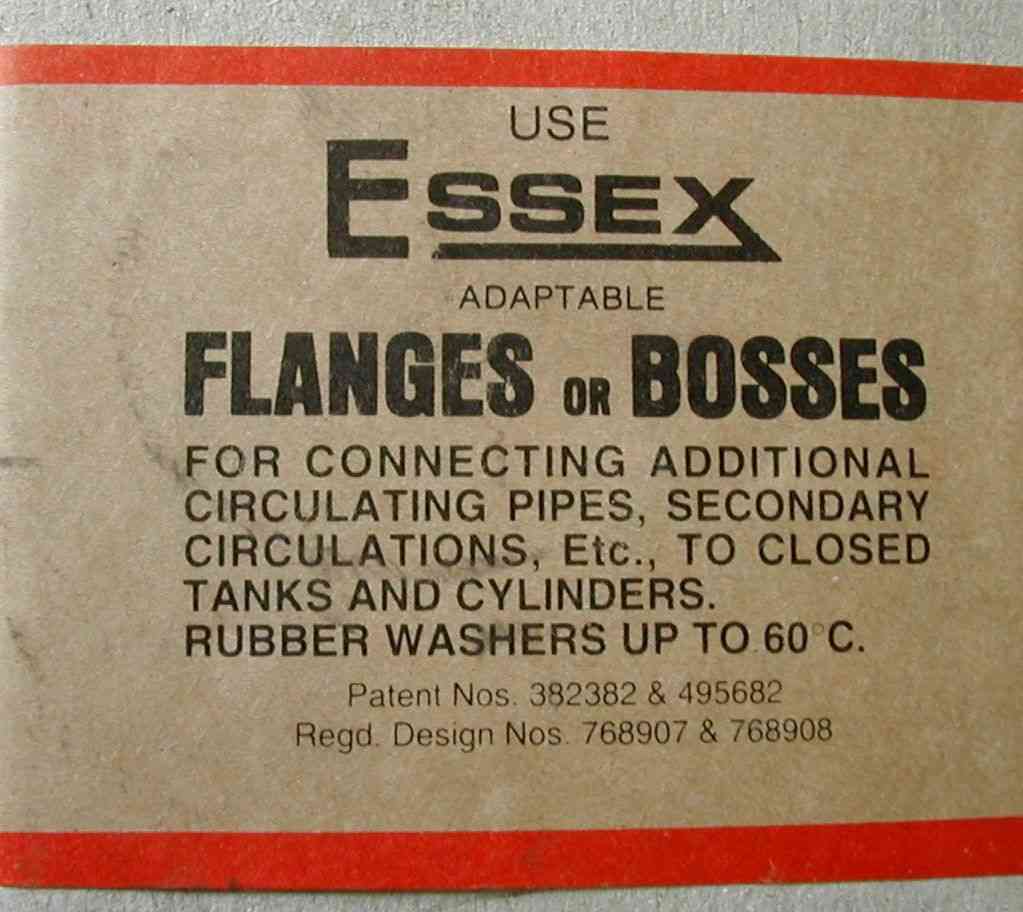 USE
ESSEX
ADAPTABLE
FLANGES OR BOSSES
FOR CONNECTING ADDITIONAL
CIRCULATING PIPES, SECONDARY
CIRCULATIONS, Etc., TO CLOSED
TANKS AND CYLINDERS.
RUBBER WASHERS UP TO 60°C.
Patent Nos. 382382 & 495682
Regd. Design Nos. 768907 & 768908